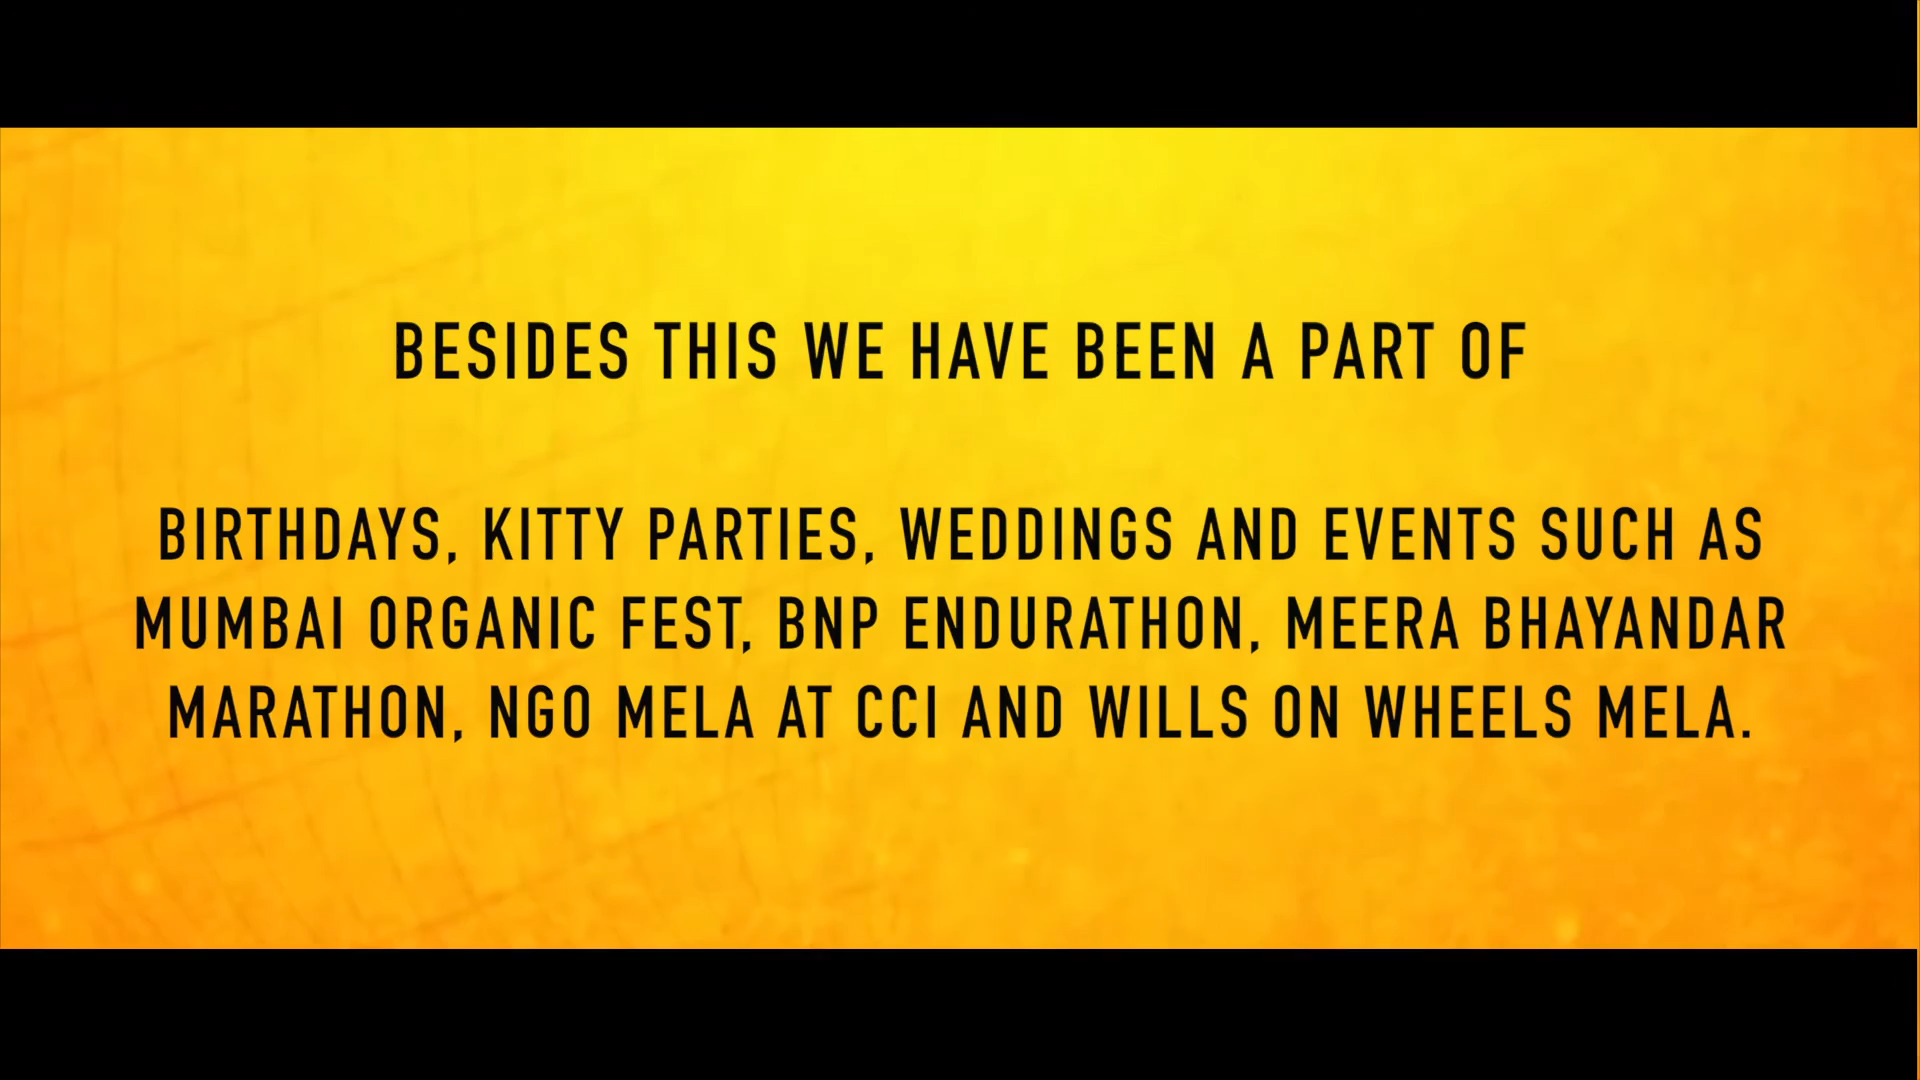 BESIDES THIS WE HAVE BEEN A PART OF
BIRTHDAYS, KITTY PARTIES, WEDDINGS AND EVENTS SUCH AS
MUMBAI ORGANIC FEST, BNP ENDURATHON, MEERA BHAYANDAR
MARATHON, NGO MELA AT CCI AND WILLS ON WHEELS MELA.